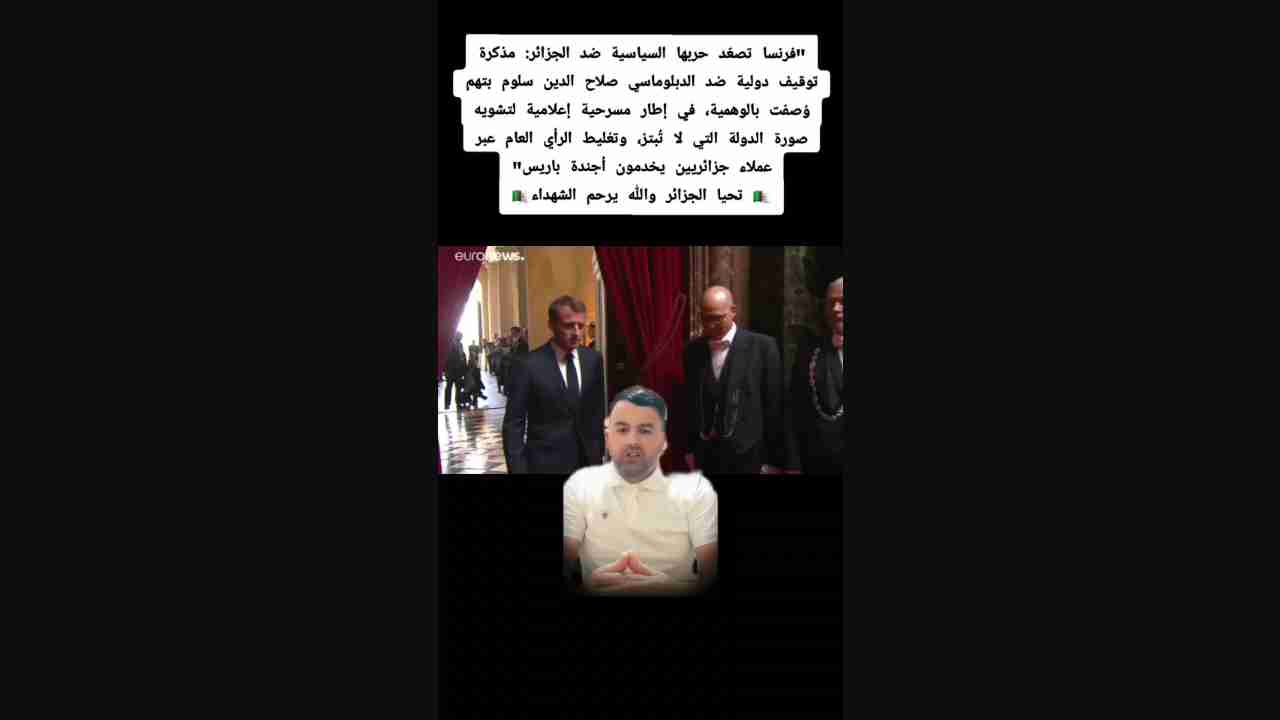 "فرنسا تصعّد حربها السياسية ضد الجزائر: مذكرة
توقيف دولية ضد الدبلوماسي صلاح الدين سلوم بتهم
وُصفت بالوهمية، في إطار مسرحية إعلامية لتشويه
صورة الدولة التي لا تُبتز، وتغليط الرأي العام عبر
عملاء جزائريين يخدمون أجندة باريس"
🇩🇿 تحيا الجزائر والله يرحم الشهداء 🇩🇿
euronews.